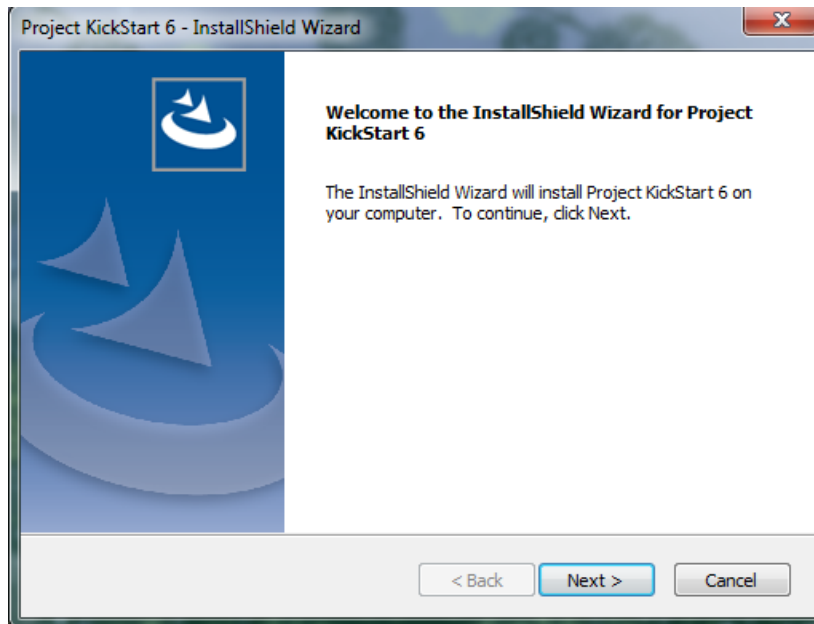 Project KickStart 6 - InstallShield Wizard
Welcome to the InstallShield Wizard for Project
KickStart 6
The InstallShield Wizard will install Project KickStart 6 on
your computer.  To continue, click Next.
< Back
Next >
Cancel